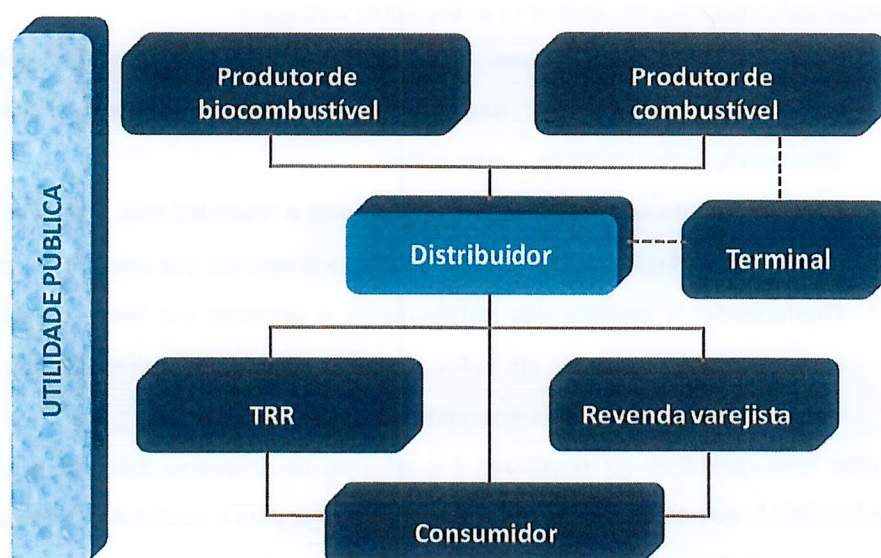 UTILIDADE PÚBLICA
Produtor de
biocombustível
Produtor de
combustível
Distribuidor
Terminal
TRR
Revenda varejista
Consumidor